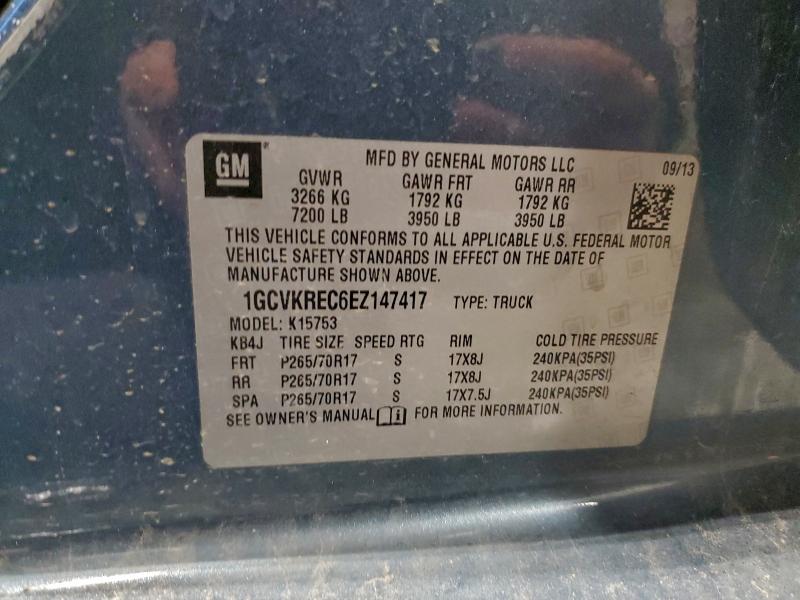 GM
MFD BY GENERAL MOTORS LLC 09/13
GVWR GAWR FRT GAWR RR
3266 KG 1792 KG 1792 KG
7200 LB 3950 LB 3950 LB
THIS VEHICLE CONFORMS TO ALL APPLICABLE U.S. FEDERAL MOTOR
VEHICLE SAFETY STANDARDS IN EFFECT ON THE DATE OF
MANUFACTURE SHOWN ABOVE.
1GCVKREC6EZ147417 TYPE: TRUCK
MODEL: K15753
KB4J TIRE SIZE SPEED RTG RIM COLD TIRE PRESSURE
FRT P265/70R17 S 17X8J 240KPA(35PSI)
RR P265/70R17 S 17X8J 240KPA(35PSI)
SPA P265/70R17 S 17X7.5J 240KPA(35PSI)
SEE OWNER'S MANUAL FOR MORE INFORMATION.